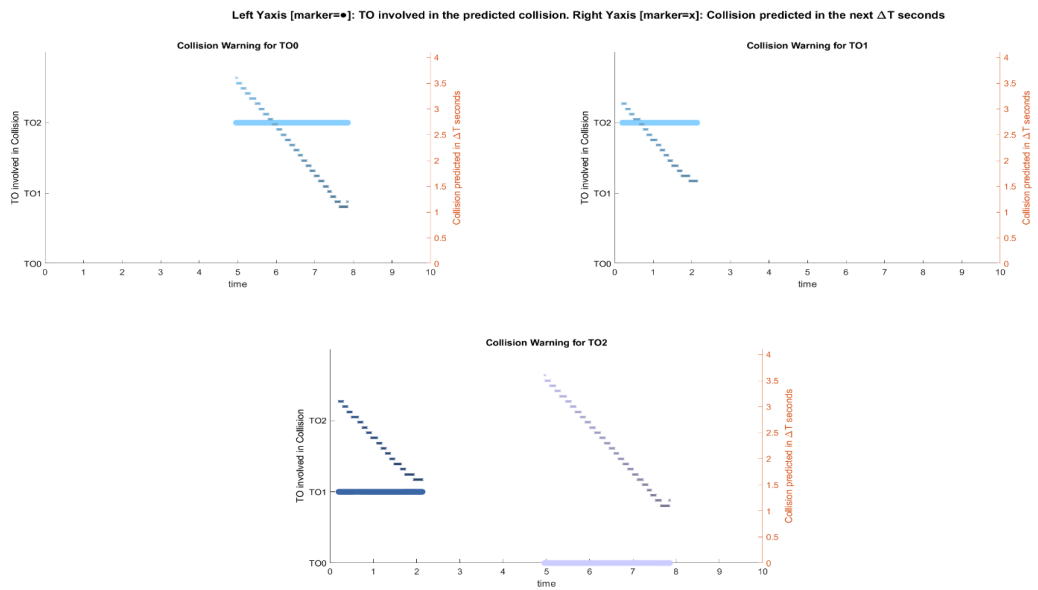 Left Yaxis [marker=●]: TO involved in the predicted collision. Right Yaxis [marker=x]: Collision predicted in the next ΔT seconds
Collision Warning for TO0
TO involved in Collision
TO2
TO1
TO0
0 1 2 3 4 5 6 7 8 9 10
time
4
3.5
3
2.5
2
1.5
1
0.5
0
Collision predicted in ΔT seconds
Collision Warning for TO1
TO involved in Collision
TO2
TO1
TO0
0 1 2 3 4 5 6 7 8 9 10
time
4
3.5
3
2.5
2
1.5
1
0.5
0
Collision predicted in ΔT seconds
Collision Warning for TO2
TO involved in Collision
TO2
TO1
TO0
0 1 2 3 4 5 6 7 8 9 10
time
4
3.5
3
2.5
2
1.5
1
0.5
0
Collision predicted in ΔT seconds